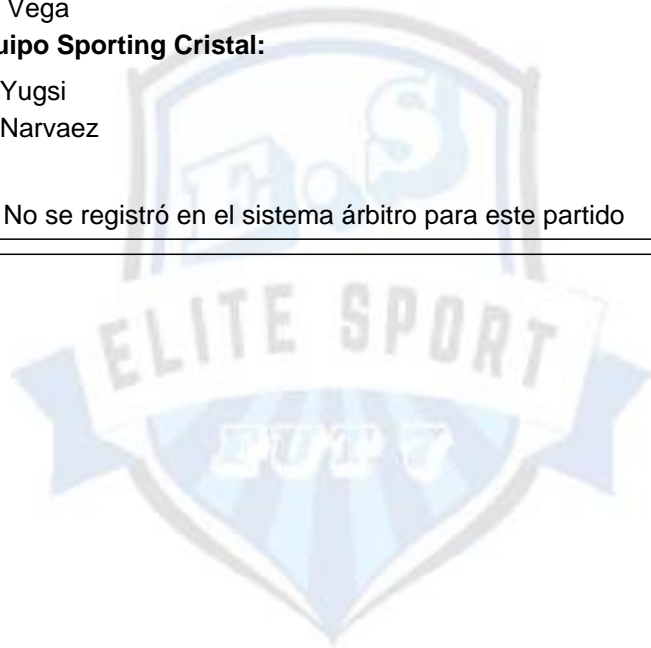 Vega
uipo Sporting Cristal:
Yugsi
Narvaez
No se registró en el sistema árbitro para este partido
E.S
ELITE SPORT
FUT 7